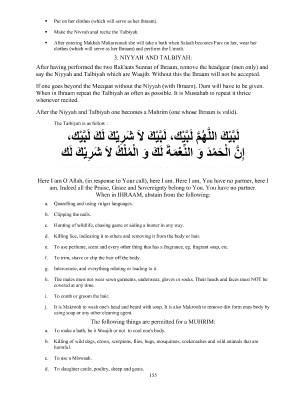 • Put on her clothes (which will serve as her Ihraam).
• Make the Niyyah and recite the Talbiyah.
• After entering Makkah Mukarramah she will take a bath when Salaah becomes Farz on her, wear her
clothes (which will serve as her Ihraam) and perform the Umrah.
3. NIYYAH AND TALBIYAH:
After having performed the two Raka'ats Sunnat of Ihraam, remove the headgear (men only) and
say the Niyyah and Talbiyah which are Waajib. Without this the Ihraam will not be accepted.
If one goes beyond the Meeqaat without the Niyyah (with Ihraam), Dum will have to be given.
When in Ihraam repeat the Talbiyah as often as possible. It is Mustahab to repeat it thrice
whenever recited.
After the Niyyah and Talbiyah one becomes a Muhrim (one whose Ihraam is valid).
The Talbiyah is as follow :
لَبَّيْكَ اللَّهُمَّ لَبَّيْكَ، لَبَّيْكَ لاَ شَرِيْكَ لَكَ لَبَّيْكَ،
إِنَّ الْحَمْدَ وَ النِّعْمَةَ لَكَ وَ الْمُلْكُ لاَ شَرِيْكَ لَكَ
Here I am O Allah, (in response to Your call), here I am. Here I am, You have no partner, here I
am. Indeed all the Praise, Grace and Sovereignty belong to You, You have no partner.
When in IHRAAM, abstain from the following:
a. Quarelling and using vulgar languages.
b. Clipping the nails.
c. Hunting of wildlife, chasing game or aiding a hunter in any way.
d. Killing lice, indicating it to others and removing it from the body or hair.
e. To use perfume, scent and every other thing that has a fragrance, eg. fragrant soap, etc.
f. To trim, shave or clip the hair off the body.
g. Intercourse, and everything relating or leading to it.
h. The males must not wear sewn garments, underwear, gloves or socks. Their hands and faces must NOT be
covered at any time.
i. To comb or groom the hair.
j. It is Makrooh to wash one's head and beard with soap. It is also Makrooh to remove dirt form ones body by
using soap or any other cleaning agent.
The following things are permitted for a MUHRIM:
a. To make a bath, be it Waajib or not to cool one's body.
b. Killing of wild dogs, crows, scorpions, flies, bugs, mosquitoes, cockroaches and wild animals that are
harmful.
c. To use a Miswaak.
d. To slaughter cattle, poultry, sheep and goats.
155